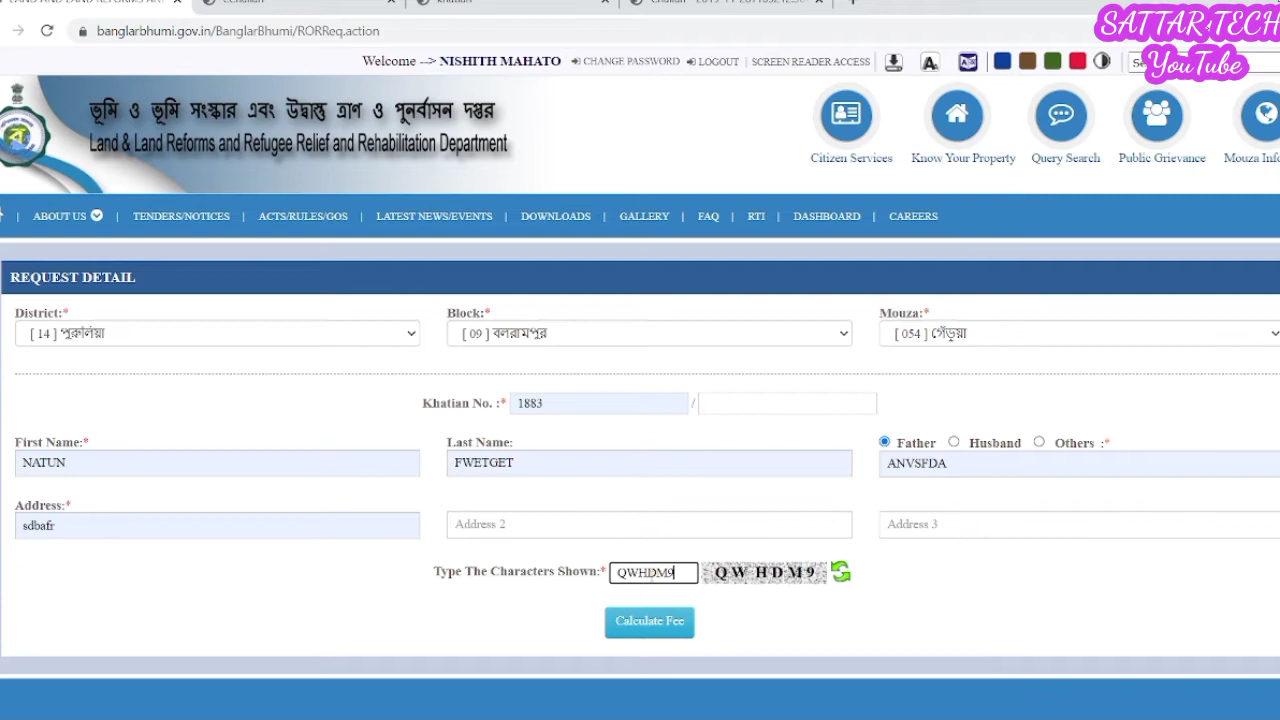 banglarbhumi.gov.in/BanglarBhumi/RORReq.action
SATTAR TECH
YouTube
Welcome --> NISHITH MAHATO CHANGE PASSWORD LOGOUT | SCREEN READER ACCESS
ভূমি ও ভূমি সংস্কার এবং উদ্বাস্তু ত্রাণ ও পুনর্বাসন দপ্তর
Land & Land Reforms and Refugee Relief and Rehabilitation Department
Citizen Services Know Your Property Query Search Public Grievance Mouza Info
| ABOUT US | TENDERS/NOTICES | ACTS/RULES/GOS | LATEST NEWS/EVENTS | DOWNLOADS | GALLERY | FAQ | RTI | DASHBOARD | CAREERS
REQUEST DETAIL
District:* Block:* Mouza:*
[ 14 ] পুরুলিয়া [ 09 ] বলরামপুর [ 054 ] গেঁড়ুয়া
Khatian No. :* 1883 /
First Name:* Last Name: Father Husband Others :*
NATUN FWETGET ANVSFDA
Address:*
sdbafr Address 2 Address 3
Type The Characters Shown:* QWHDM9 Q W H D M 9
Calculate Fee